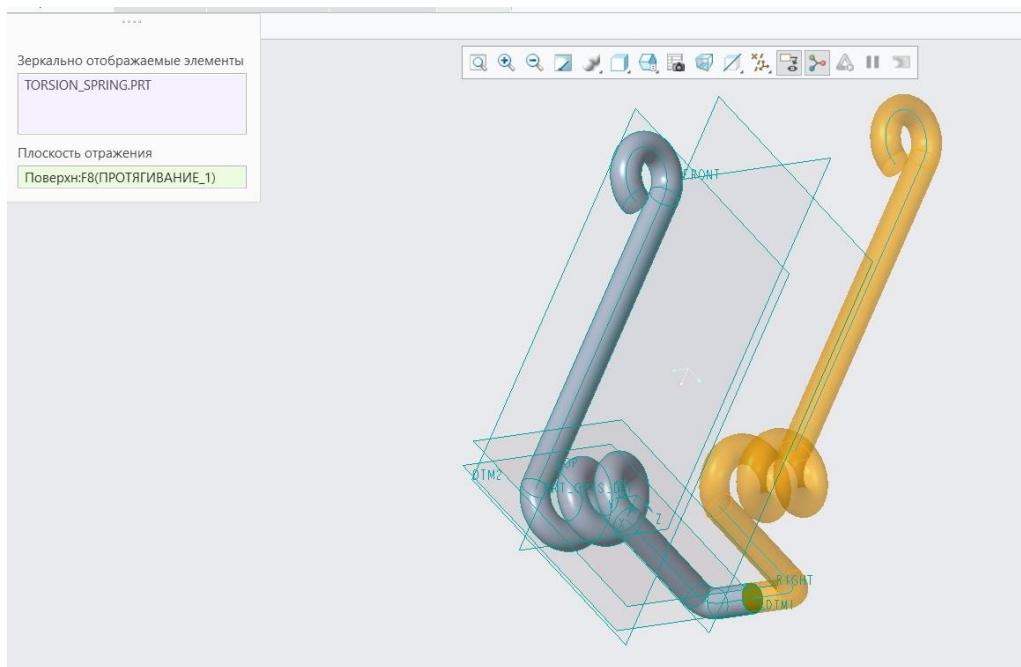 Зеркально отображаемые элементы
TORSION_SPRING.PRT
Плоскость отражения
Поверхн:F8(ПРОТЯГИВАНИЕ_1)
FRONT
DTM2
Z
X
RIGHT
DTM1